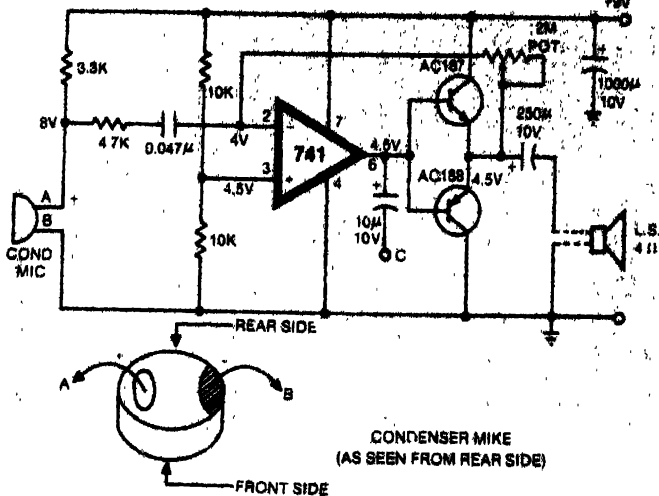 +9V
2M
POT
3.3K
10K
AC187
1000µ
10V
250µ
10V
8V
4.7K
0.047µ
2
4V
7
741
4.5V
6
3
4.5V
4
AC188
4.5V
A
B
+
COND
MIC
10K
10µ
10V
C
L.S.
4 Ω
REAR SIDE
A
B
CONDENSER MIKE
(AS SEEN FROM REAR SIDE)
FRONT SIDE